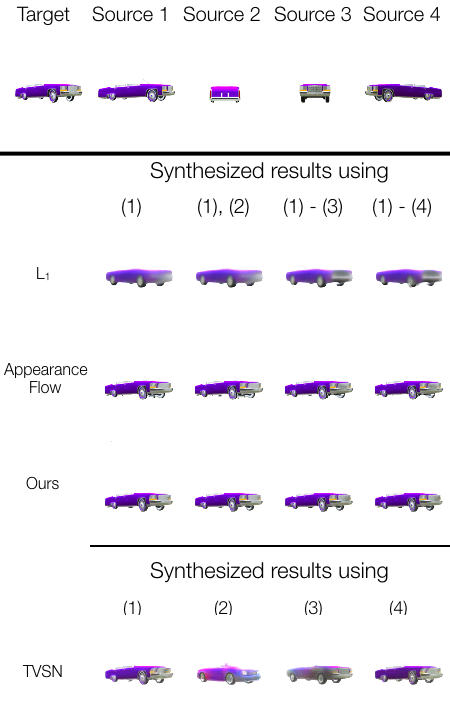 Target Source 1 Source 2 Source 3 Source 4
Synthesized results using
(1) (1), (2) (1) - (3) (1) - (4)
L₁
Appearance
Flow
Ours
Synthesized results using
(1) (2) (3) (4)
TVSN